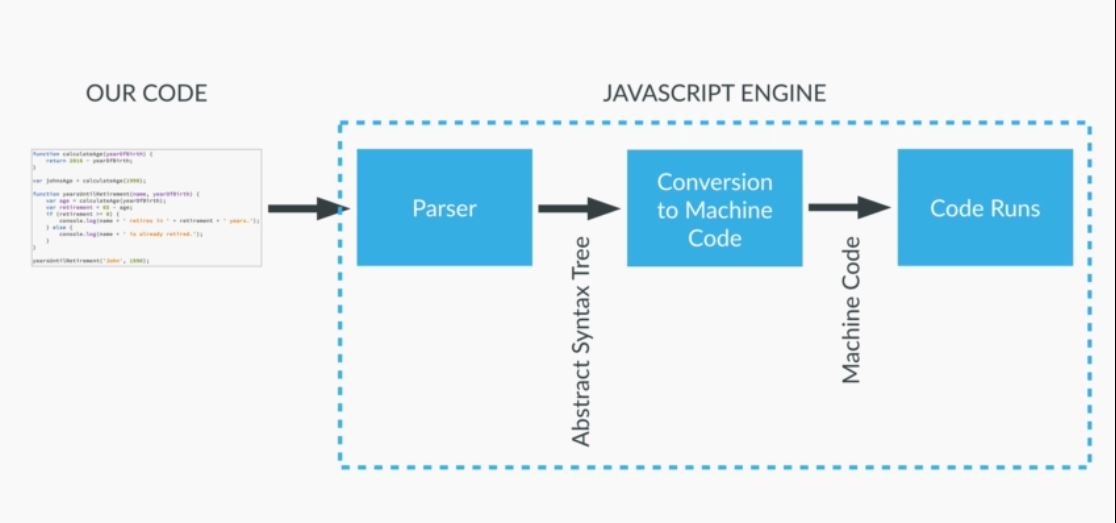 OUR CODE
function calculateAge(yearOfBirth) {
return 2016 - yearOfBirth;
}
var johnsAge = calculateAge(1990);
function yearsUntilRetirement(name, yearOfBirth) {
var age = calculateAge(yearOfBirth);
var retirement = - age;
if (retirement >= 0) {
console.log(name + ' retires in ' + retirement + ' years.');
} else {
console.log(name + ' is already retired.');
}
}
yearsUntilRetirement('John', 1990);
JAVASCRIPT ENGINE
Parser
Abstract Syntax Tree
Conversion
to Machine
Code
Machine Code
Code Runs